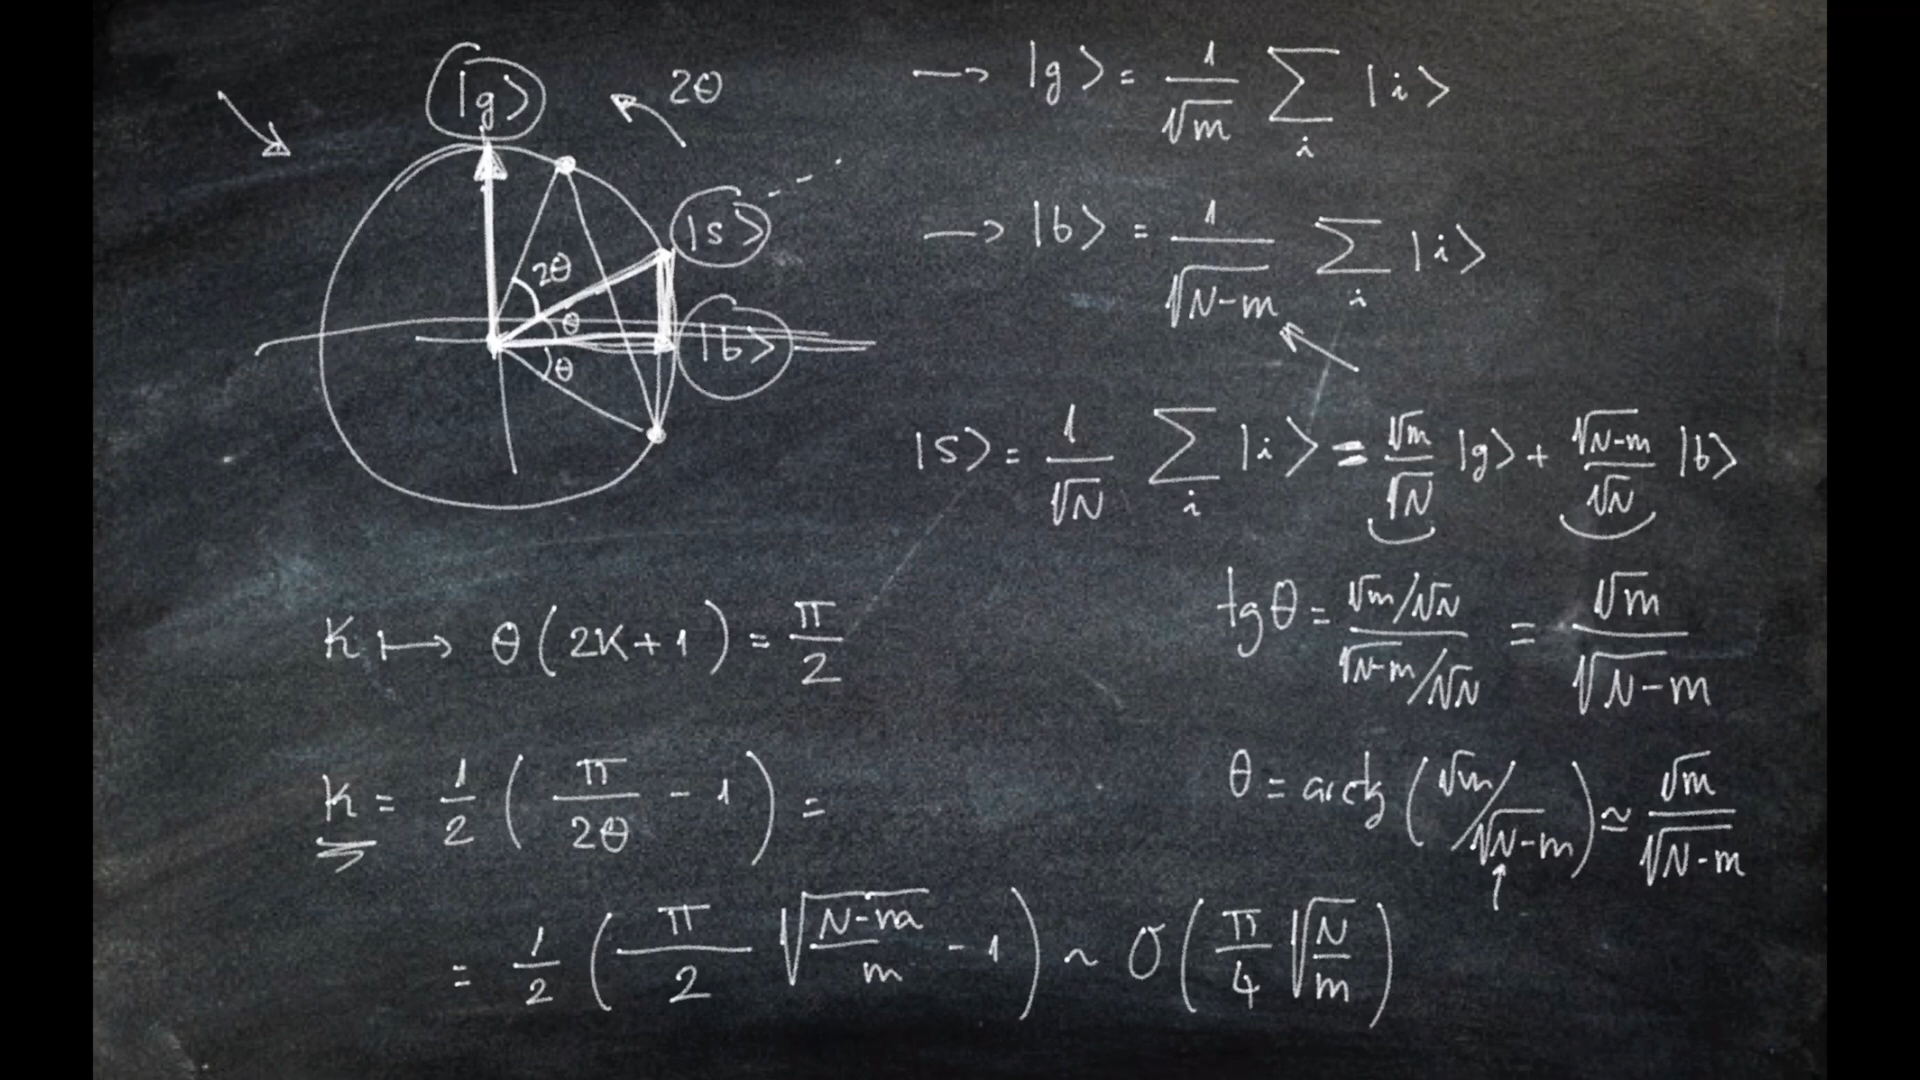 |g>
2θ
|s>
2θ
θ
|b>
θ
→ |g> = 1/√m ∑_i |i>
→ |b> = 1/√(N-m) ∑_i |i>
|s> = 1/√N ∑_i |i> = √m/√N |g> + √(N-m)/√N |b>
tgθ = (√m/√N)/(√(N-m)/√N) = √m/√(N-m)
θ = arctg (√m/√(N-m)) ≃ √m/√(N-m)
K ↦ θ(2K+1) = π/2
K = 1/2 (π/2θ - 1) =
= 1/2 (π/2 √((N-m)/m) - 1) ~ O(π/4 √(N/m))